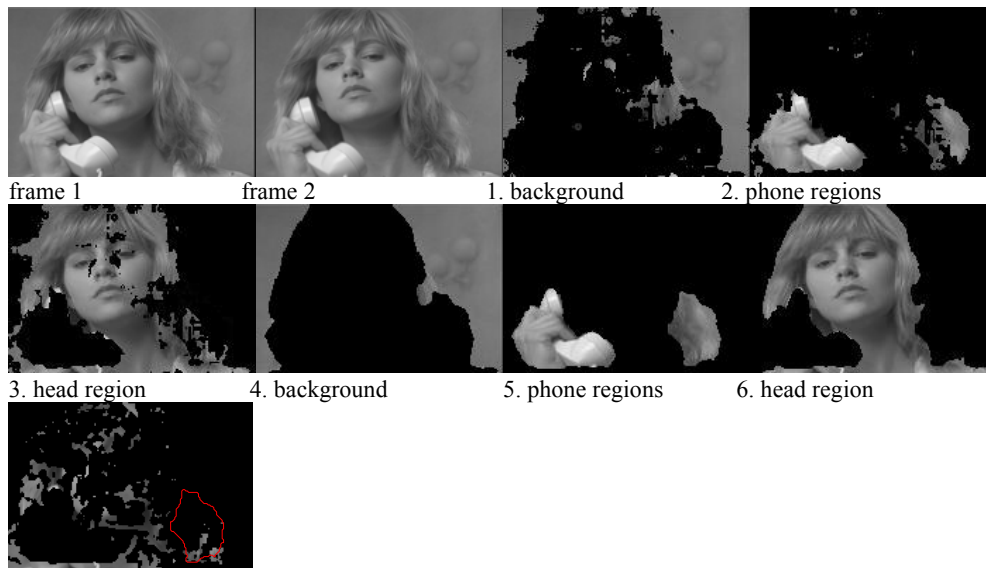 frame 1 frame 2 1. background 2. phone regions
3. head region 4. background 5. phone regions 6. head region